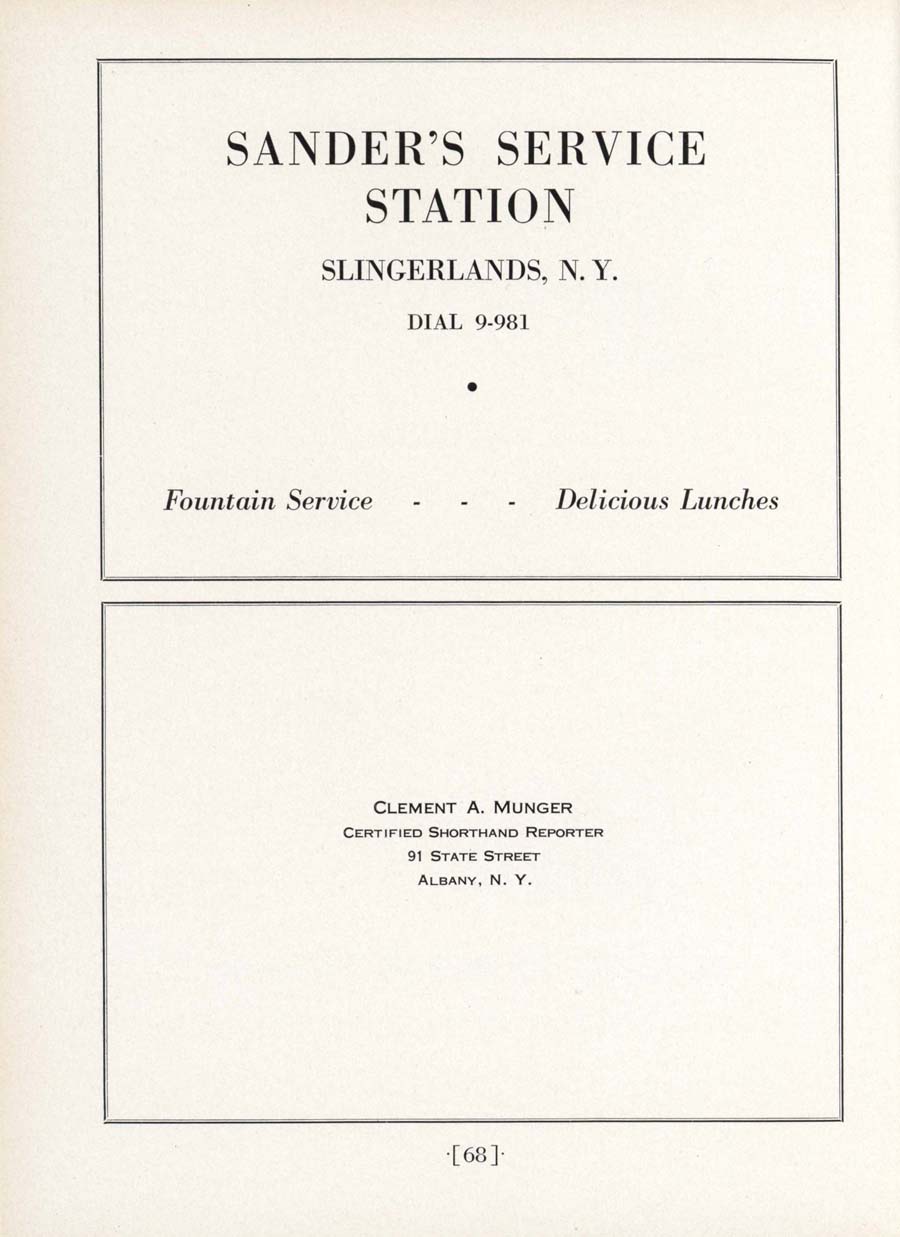 SANDER'S SERVICE
STATION
SLINGERLANDS, N. Y.
DIAL 9-981
•
Fountain Service - - - Delicious Lunches
CLEMENT A. MUNGER
CERTIFIED SHORTHAND REPORTER
91 STATE STREET
ALBANY, N. Y.
·[68]·